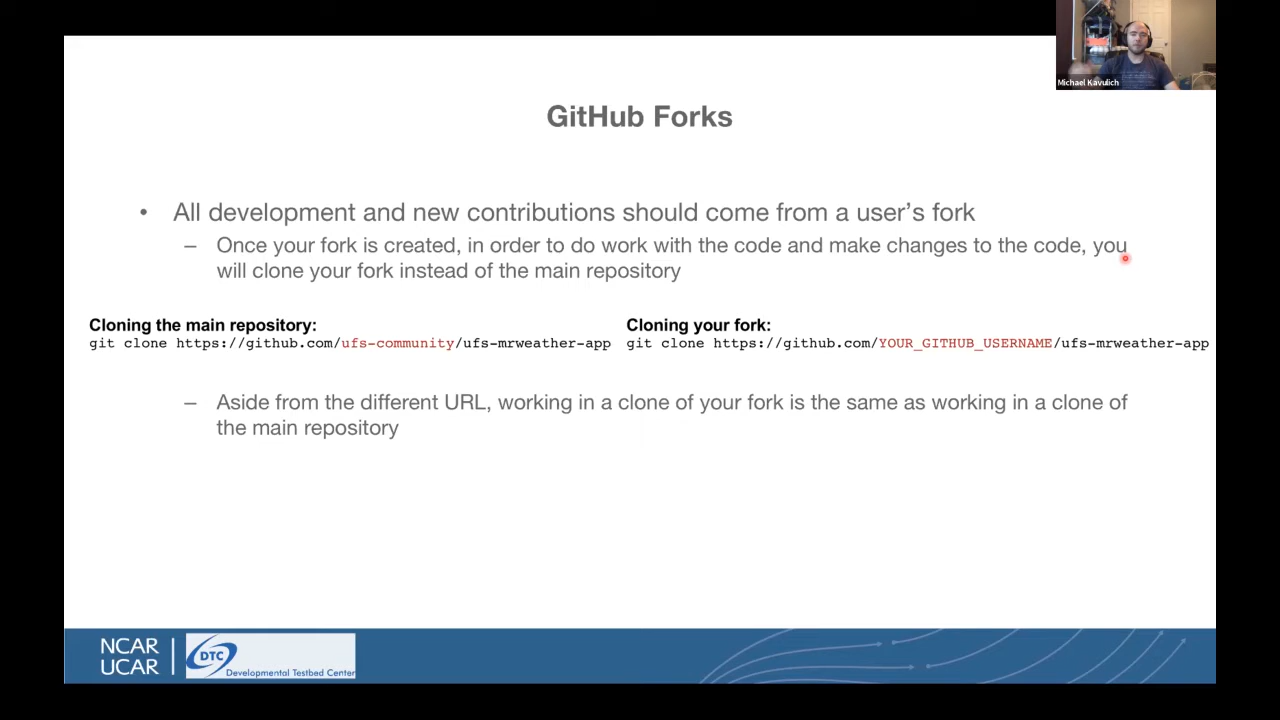 Michael Kavulich
GitHub Forks
• All development and new contributions should come from a user's fork
– Once your fork is created, in order to do work with the code and make changes to the code, you
will clone your fork instead of the main repository
Cloning the main repository:
git clone https://github.com/ufs-community/ufs-mrweather-app
Cloning your fork:
git clone https://github.com/YOUR_GITHUB_USERNAME/ufs-mrweather-app
– Aside from the different URL, working in a clone of your fork is the same as working in a clone of
the main repository
NCAR
UCAR
DTC
Developmental Testbed Center